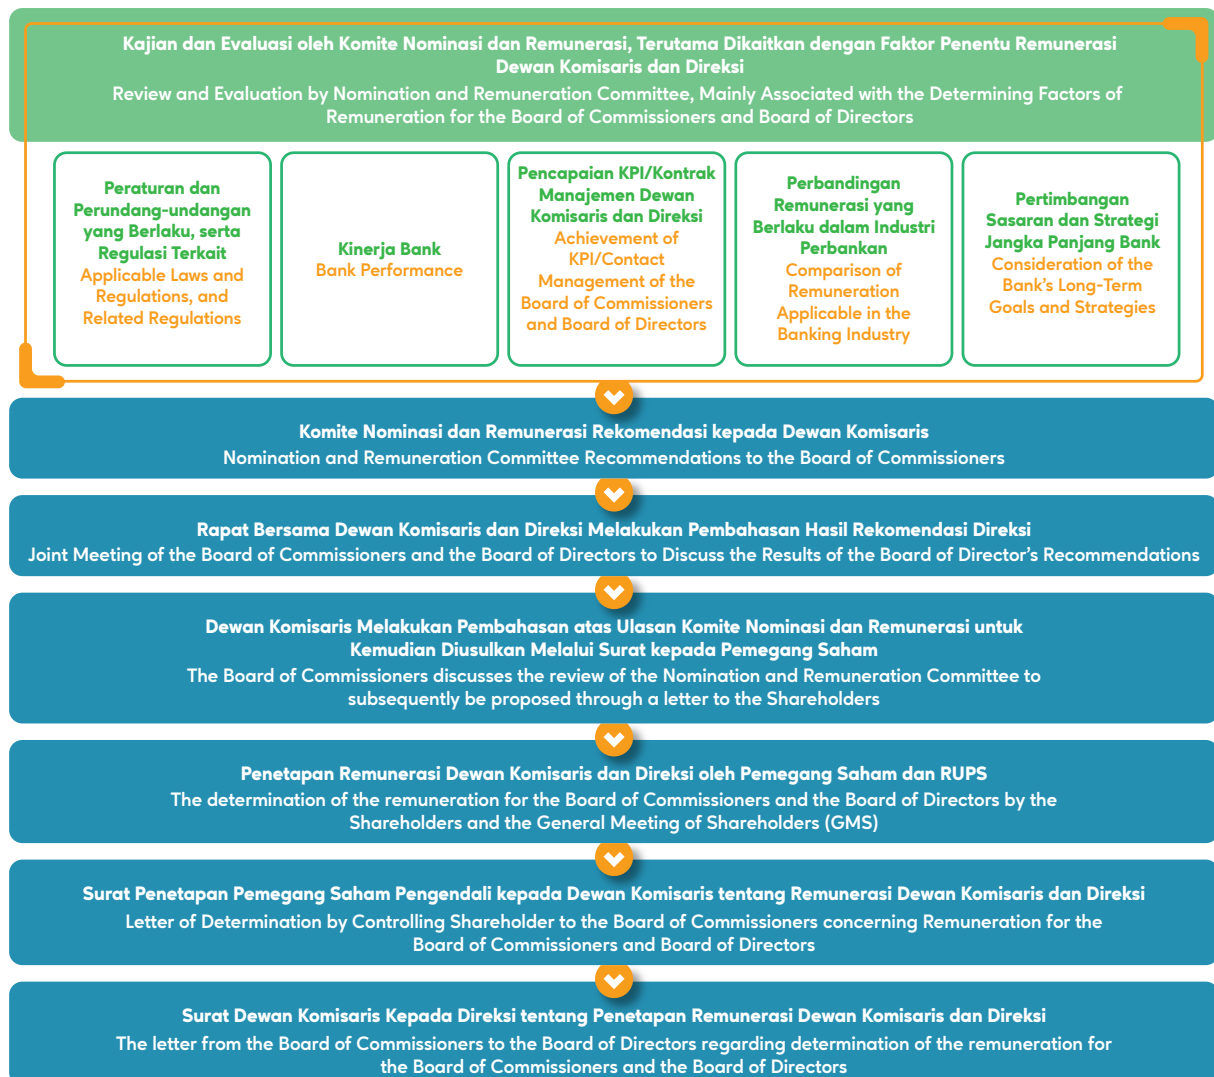 Kajian dan Evaluasi oleh Komite Nominasi dan Remunerasi, Terutama Dikaitkan dengan Faktor Penentu Remunerasi
Dewan Komisaris dan Direksi
Review and Evaluation by Nomination and Remuneration Committee, Mainly Associated with the Determining Factors of
Remuneration for the Board of Commissioners and Board of Directors
Peraturan dan
Perundang-undangan
yang Berlaku, serta
Regulasi Terkait
Applicable Laws and
Regulations, and
Related Regulations
Kinerja Bank
Bank Performance
Pencapaian KPI/Kontrak
Manajemen Dewan
Komisaris dan Direksi
Achievement of
KPI/Contact
Management of the
Board of Commissioners
and Board of Directors
Perbandingan
Remunerasi yang
Berlaku dalam Industri
Perbankan
Comparison of
Remuneration
Applicable in the
Banking Industry
Pertimbangan
Sasaran dan Strategi
Jangka Panjang Bank
Consideration of the
Bank's Long-Term
Goals and Strategies
Komite Nominasi dan Remunerasi Rekomendasi kepada Dewan Komisaris
Nomination and Remuneration Committee Recommendations to the Board of Commissioners
Rapat Bersama Dewan Komisaris dan Direksi Melakukan Pembahasan Hasil Rekomendasi Direksi
Joint Meeting of the Board of Commissioners and the Board of Directors to Discuss the Results of the Board of Director's Recommendations
Dewan Komisaris Melakukan Pembahasan atas Ulasan Komite Nominasi dan Remunerasi untuk
Kemudian Diusulkan Melalui Surat kepada Pemegang Saham
The Board of Commissioners discusses the review of the Nomination and Remuneration Committee to
subsequently be proposed through a letter to the Shareholders
Penetapan Remunerasi Dewan Komisaris dan Direksi oleh Pemegang Saham dan RUPS
The determination of the remuneration for the Board of Commissioners and the Board of Directors by the
Shareholders and the General Meeting of Shareholders (GMS)
Surat Penetapan Pemegang Saham Pengendali kepada Dewan Komisaris tentang Remunerasi Dewan Komisaris dan Direksi
Letter of Determination by Controlling Shareholder to the Board of Commissioners concerning Remuneration for the
Board of Commissioners and Board of Directors
Surat Dewan Komisaris Kepada Direksi tentang Penetapan Remunerasi Dewan Komisaris dan Direksi
The letter from the Board of Commissioners to the Board of Directors regarding determination of the remuneration for
the Board of Commissioners and the Board of Directors